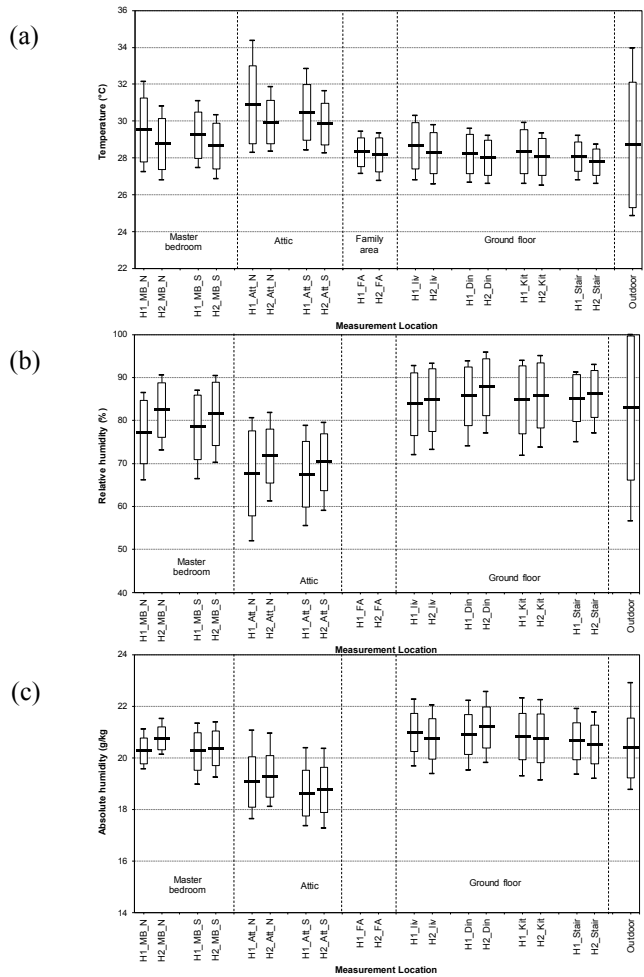 (a)
Temperature (°C)
36
34
32
30
28
26
24
22
Master
bedroom
Attic
Family
area
Ground floor
H1_MB_N
H2_MB_N
H1_MB_S
H2_MB_S
H1_Att_N
H2_Att_N
H1_Att_S
H2_Att_S
H1_FA
H2_FA
H1_liv
H2_liv
H1_Din
H2_Din
H1_Kit
H2_Kit
H1_Stair
H2_Stair
Outdoor
Measurement Location
(b)
Relative humidity (%)
100
90
80
70
60
50
40
Master
bedroom
Attic
Ground floor
H1_MB_N
H2_MB_N
H1_MB_S
H2_MB_S
H1_Att_N
H2_Att_N
H1_Att_S
H2_Att_S
H1_FA
H2_FA
H1_liv
H2_liv
H1_Din
H2_Din
H1_Kit
H2_Kit
H1_Stair
H2_Stair
Outdoor
Measurement Location
(c)
Absolute humidity (g/kg
24
22
20
18
16
14
Master
bedroom
Attic
Ground floor
H1_MB_N
H2_MB_N
H1_MB_S
H2_MB_S
H1_Att_N
H2_Att_N
H1_Att_S
H2_Att_S
H1_FA
H2_FA
H1_liv
H2_liv
H1_Din
H2_Din
H1_Kit
H2_Kit
H1_Stair
H2_Stair
Outdoor
Measurement Location